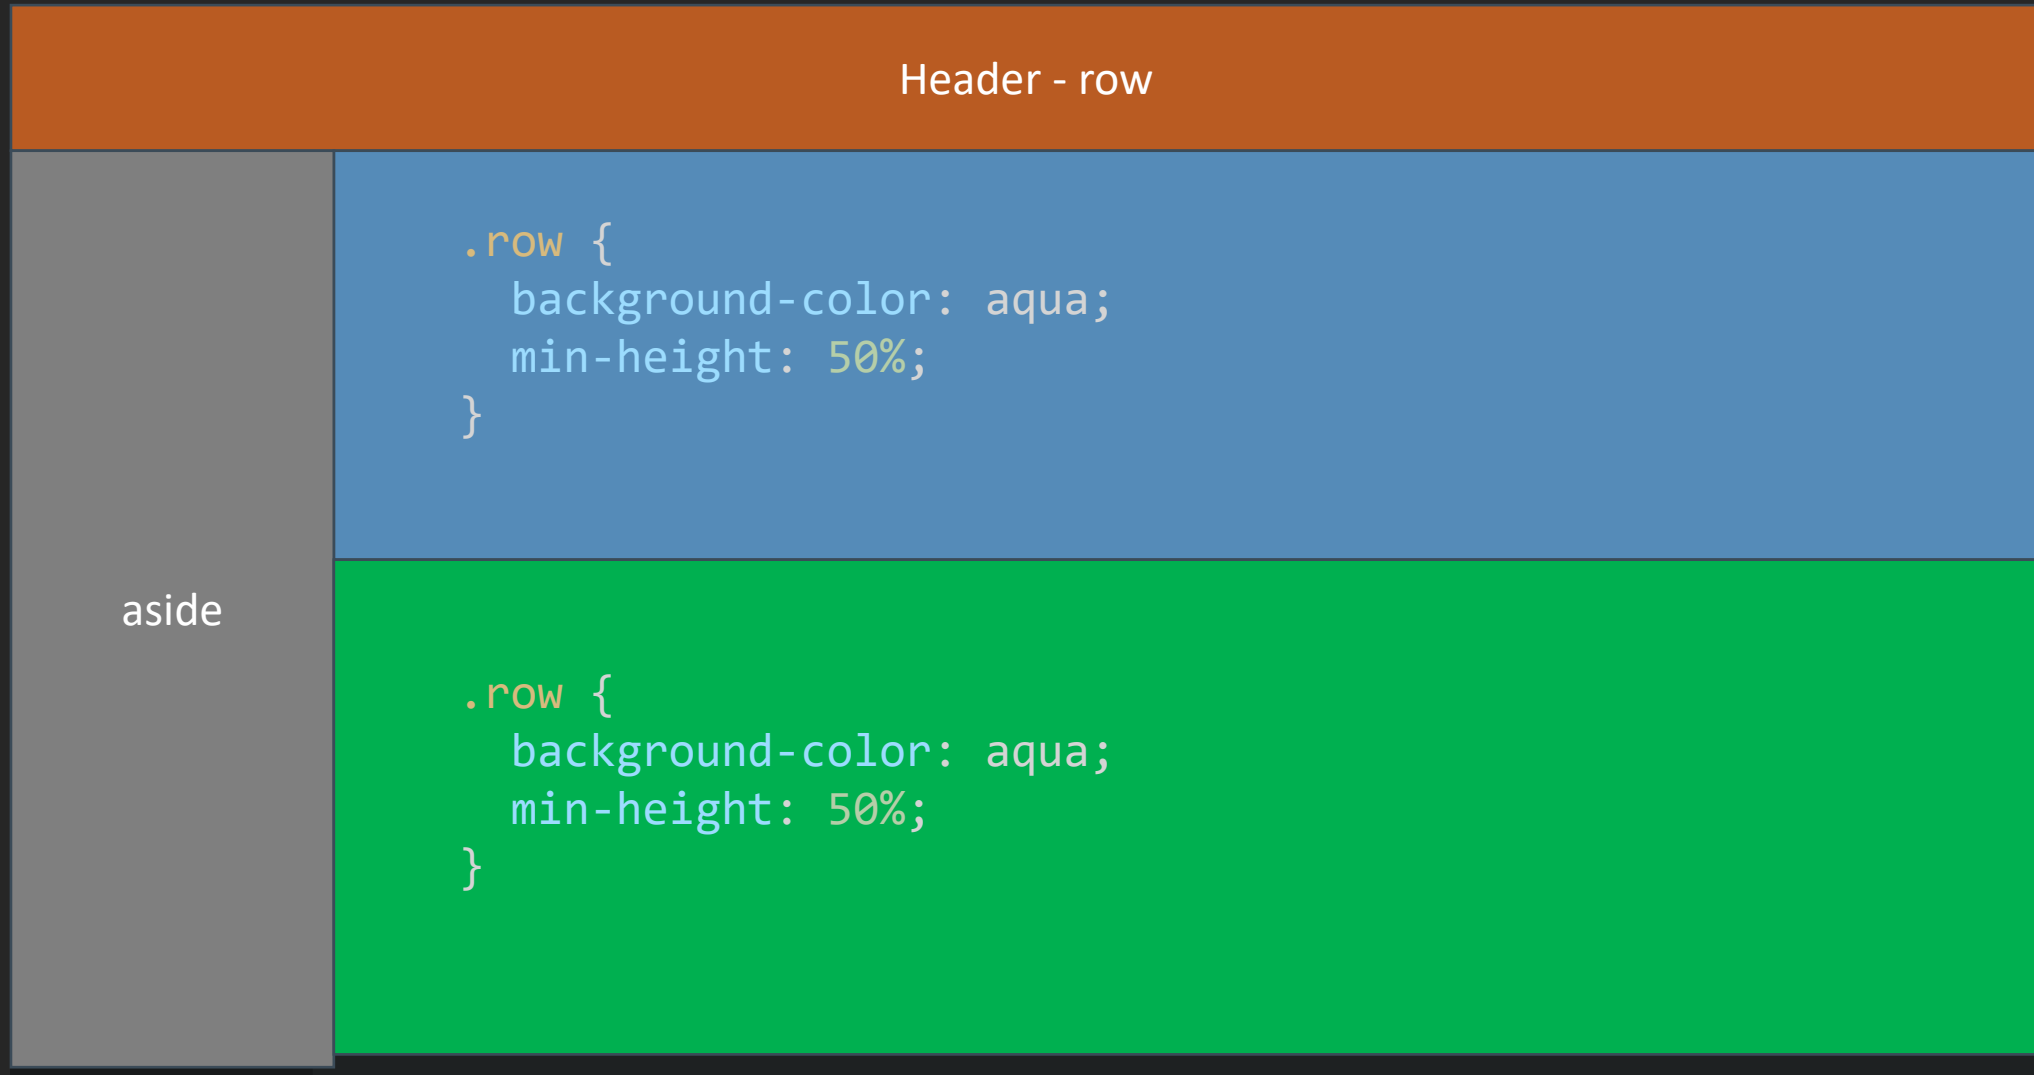 Header - row
.row {
  background-color: aqua;
  min-height: 50%;
}
aside
.row {
  background-color: aqua;
  min-height: 50%;
}